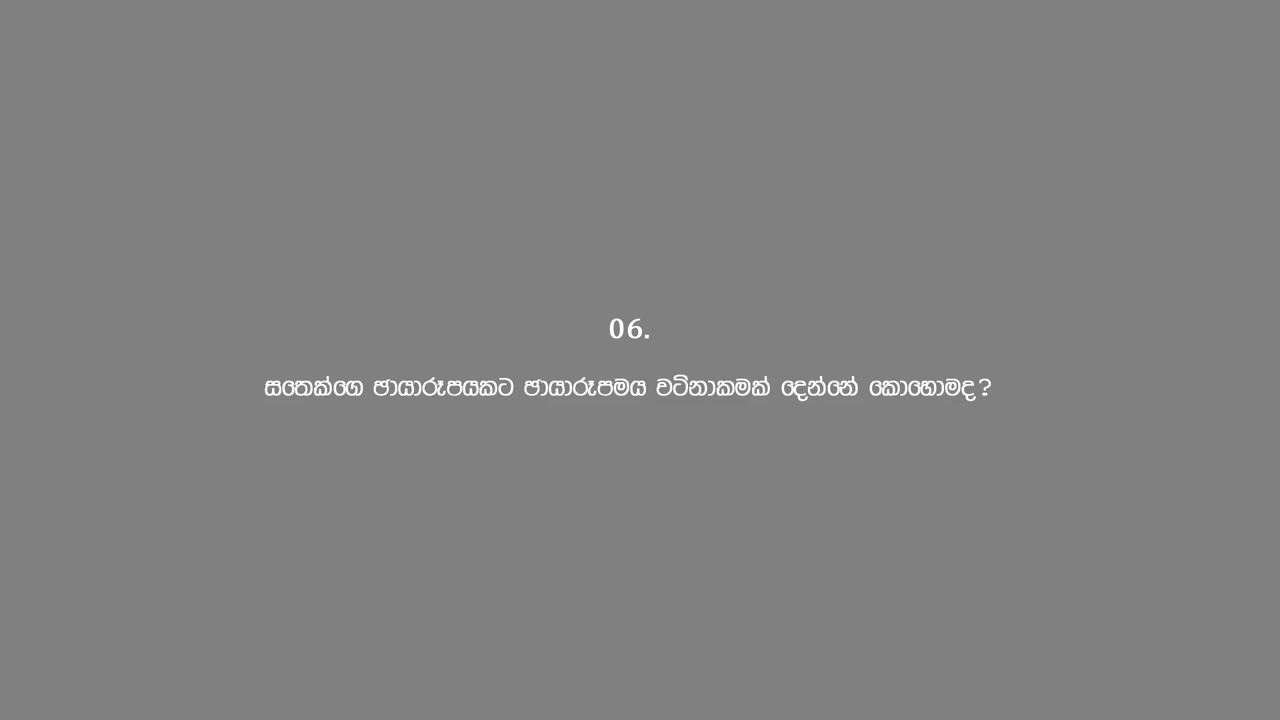 06.
සතෙක්ගෙ ඡායාරූපයකට ඡායාරූපමය වටිනාකමක් දෙන්නේ කොහොමද?